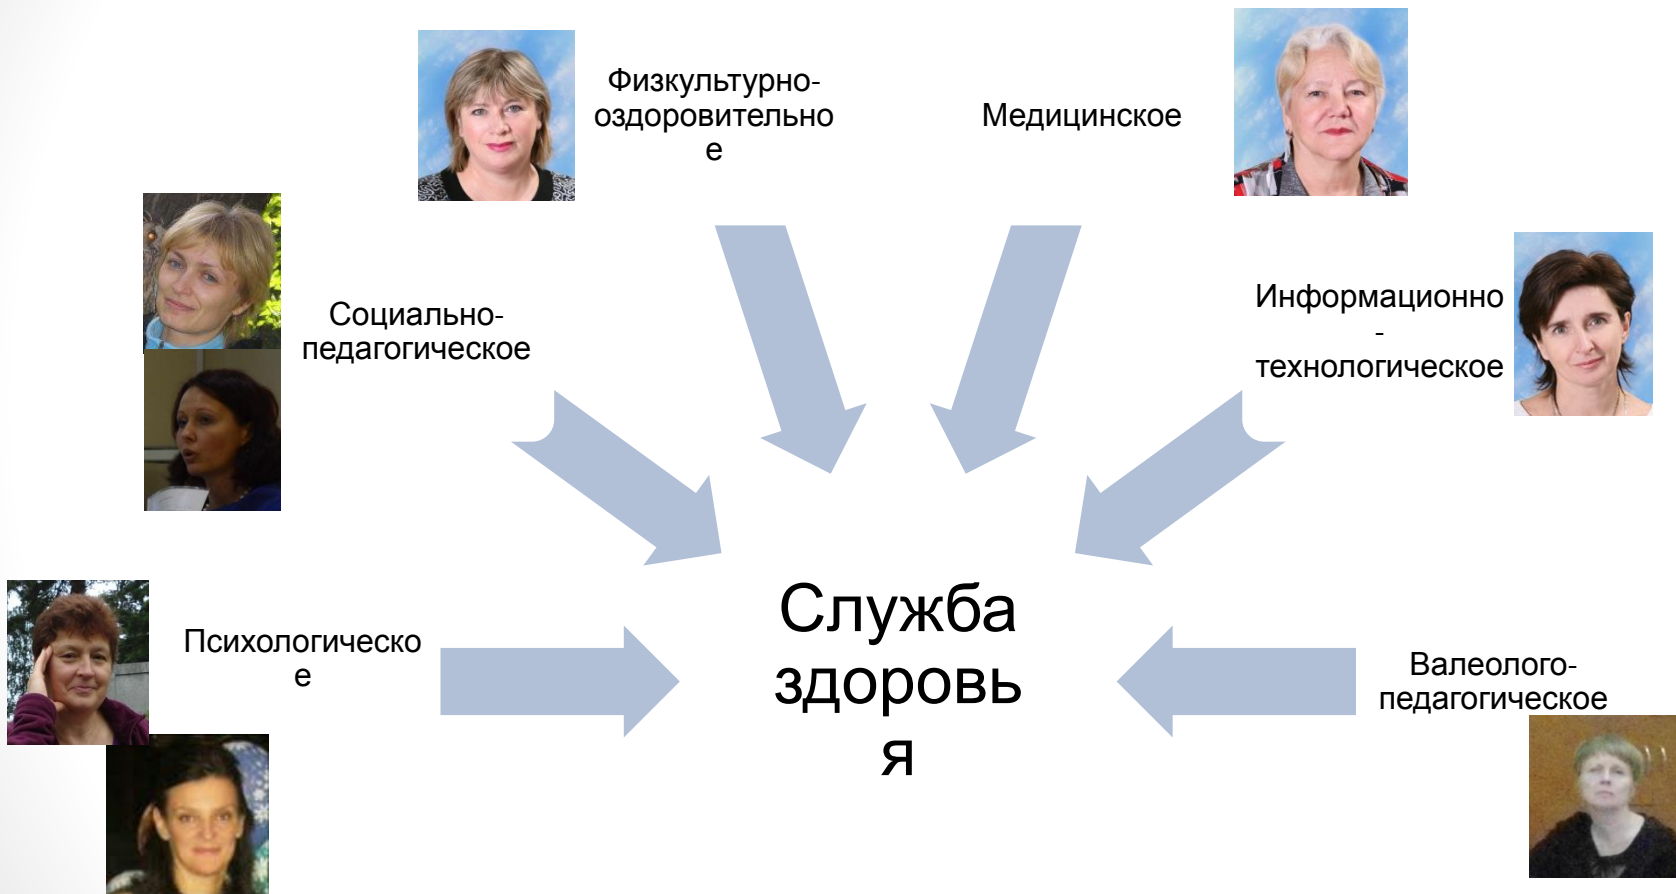 Физкультурно-
оздоровительно
е
Медицинское
Социально-
педагогическое
Информационно
-
технологическое
Психологическо
е
Служба
здоровь
я
Валеолого-
педагогическое